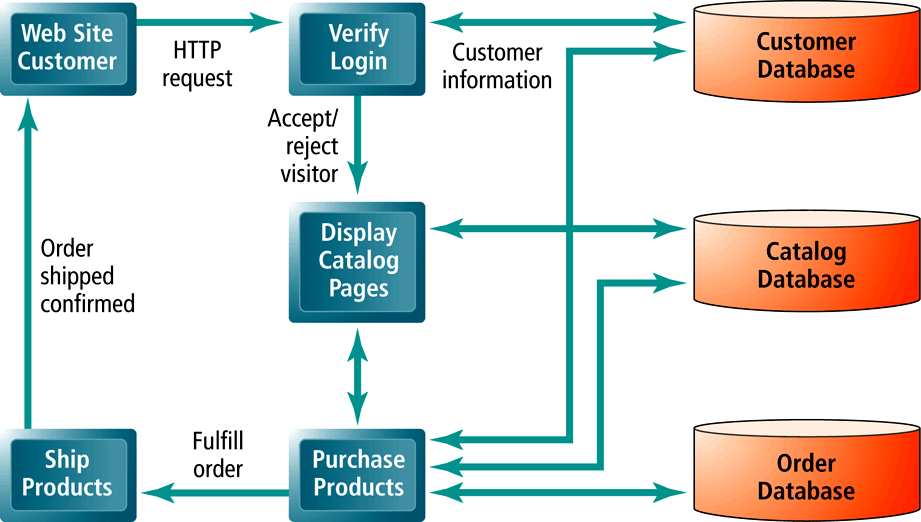 Web Site
Customer
HTTP
request
Verify
Login
Customer
information
Customer
Database
Accept/
reject
visitor
Display
Catalog
Pages
Catalog
Database
Order
shipped
confirmed
Ship
Products
Fulfill
order
Purchase
Products
Order
Database